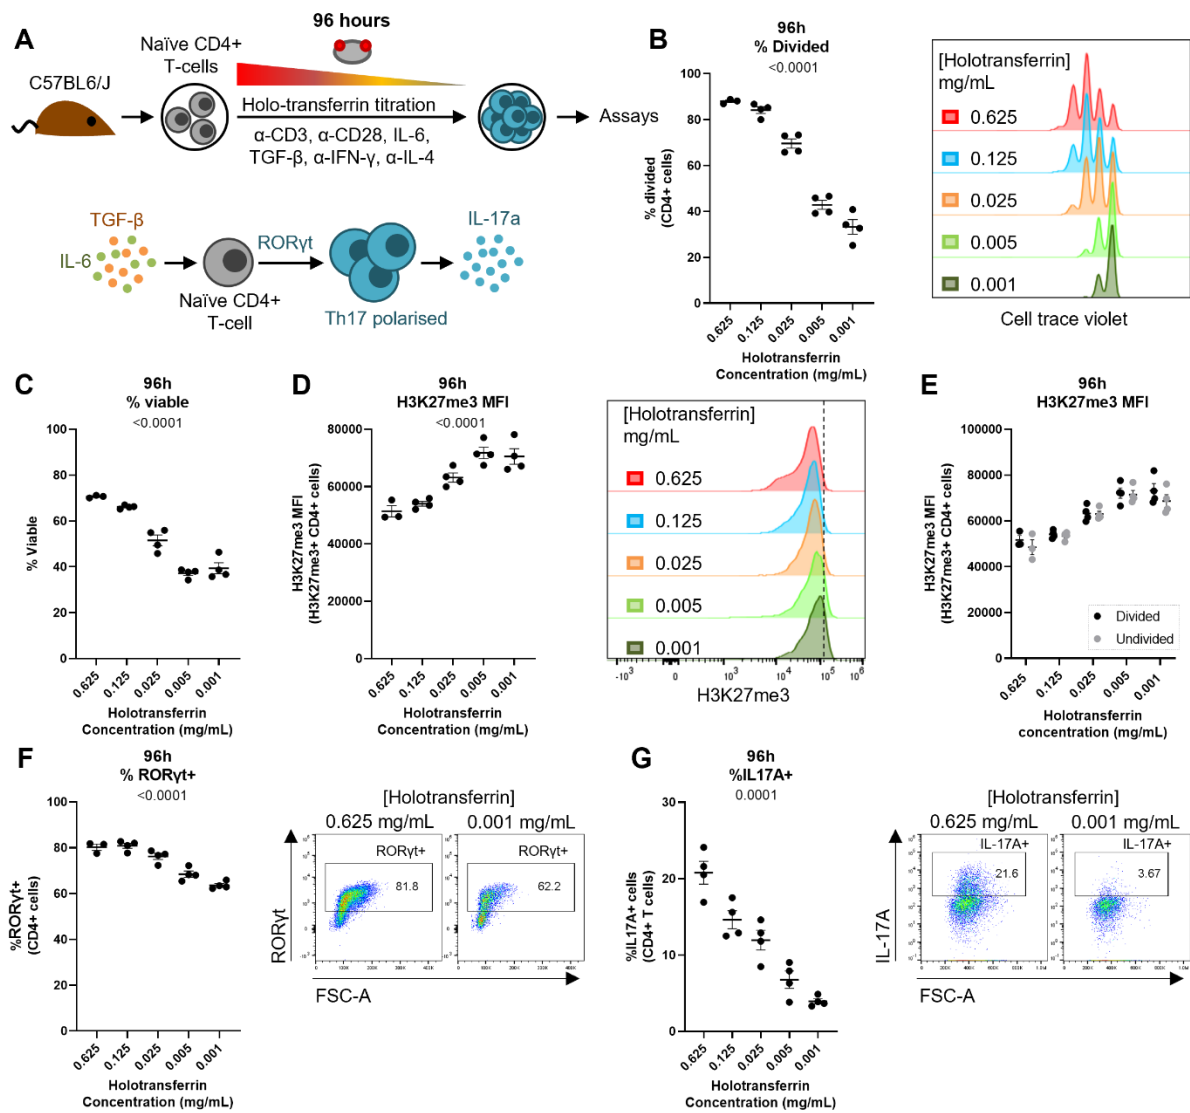 A
96 hours
C57BL6/J
Naïve CD4+
T-cells
Holo-transferrin titration
α-CD3, α-CD28, IL-6,
TGF-β, α-IFN-γ, α-IL-4
Assays
TGF-β
IL-6
Naïve CD4+
T-cell
RORγt
Th17 polarised
IL-17a
B
96h
% Divided
<0.0001
% divided
(CD4+ cells)
100
80
60
40
20
0
0.625
0.125
0.025
0.005
0.001
Holotransferrin
Concentration (mg/mL)
[Holotransferrin]
mg/mL
0.625
0.125
0.025
0.005
0.001
Cell trace violet
C
96h
% viable
<0.0001
% Viable
100
80
60
40
20
0
0.625
0.125
0.025
0.005
0.001
Holotransferrin
Concentration (mg/mL)
D
96h
H3K27me3 MFI
<0.0001
H3K27me3 MFI
(H3K27me3+ CD4+ cells)
80000
60000
40000
20000
0
0.625
0.125
0.025
0.005
0.001
Holotransferrin
Concentration (mg/mL)
[Holotransferrin]
mg/mL
0.625
0.125
0.025
0.005
0.001
-10³ 10³ 10⁴ 10⁵ 10⁶
H3K27me3
E
96h
H3K27me3 MFI
H3K27me3 MFI
(H3K27me3+ CD4+ cells)
100000
80000
60000
40000
20000
0
Divided
Undivided
0.625
0.125
0.025
0.005
0.001
Holotransferrin
concentration (mg/mL)
F
96h
% RORγt+
<0.0001
%RORγt+
(CD4+ cells)
100
80
60
40
20
0
0.625
0.125
0.025
0.005
0.001
Holotransferrin
Concentration (mg/mL)
[Holotransferrin]
0.625 mg/mL
0.001 mg/mL
RORγt+
81.8
RORγt+
62.2
RORγt
FSC-A
G
96h
%IL17A+
0.0001
%IL17A+ cells
(CD4+ T cells)
30
20
10
0
0.625
0.125
0.025
0.005
0.001
Holotransferrin
Concentration (mg/mL)
[Holotransferrin]
0.625 mg/mL
0.001 mg/mL
IL-17A+
21.6
IL-17A+
3.67
IL-17A
FSC-A